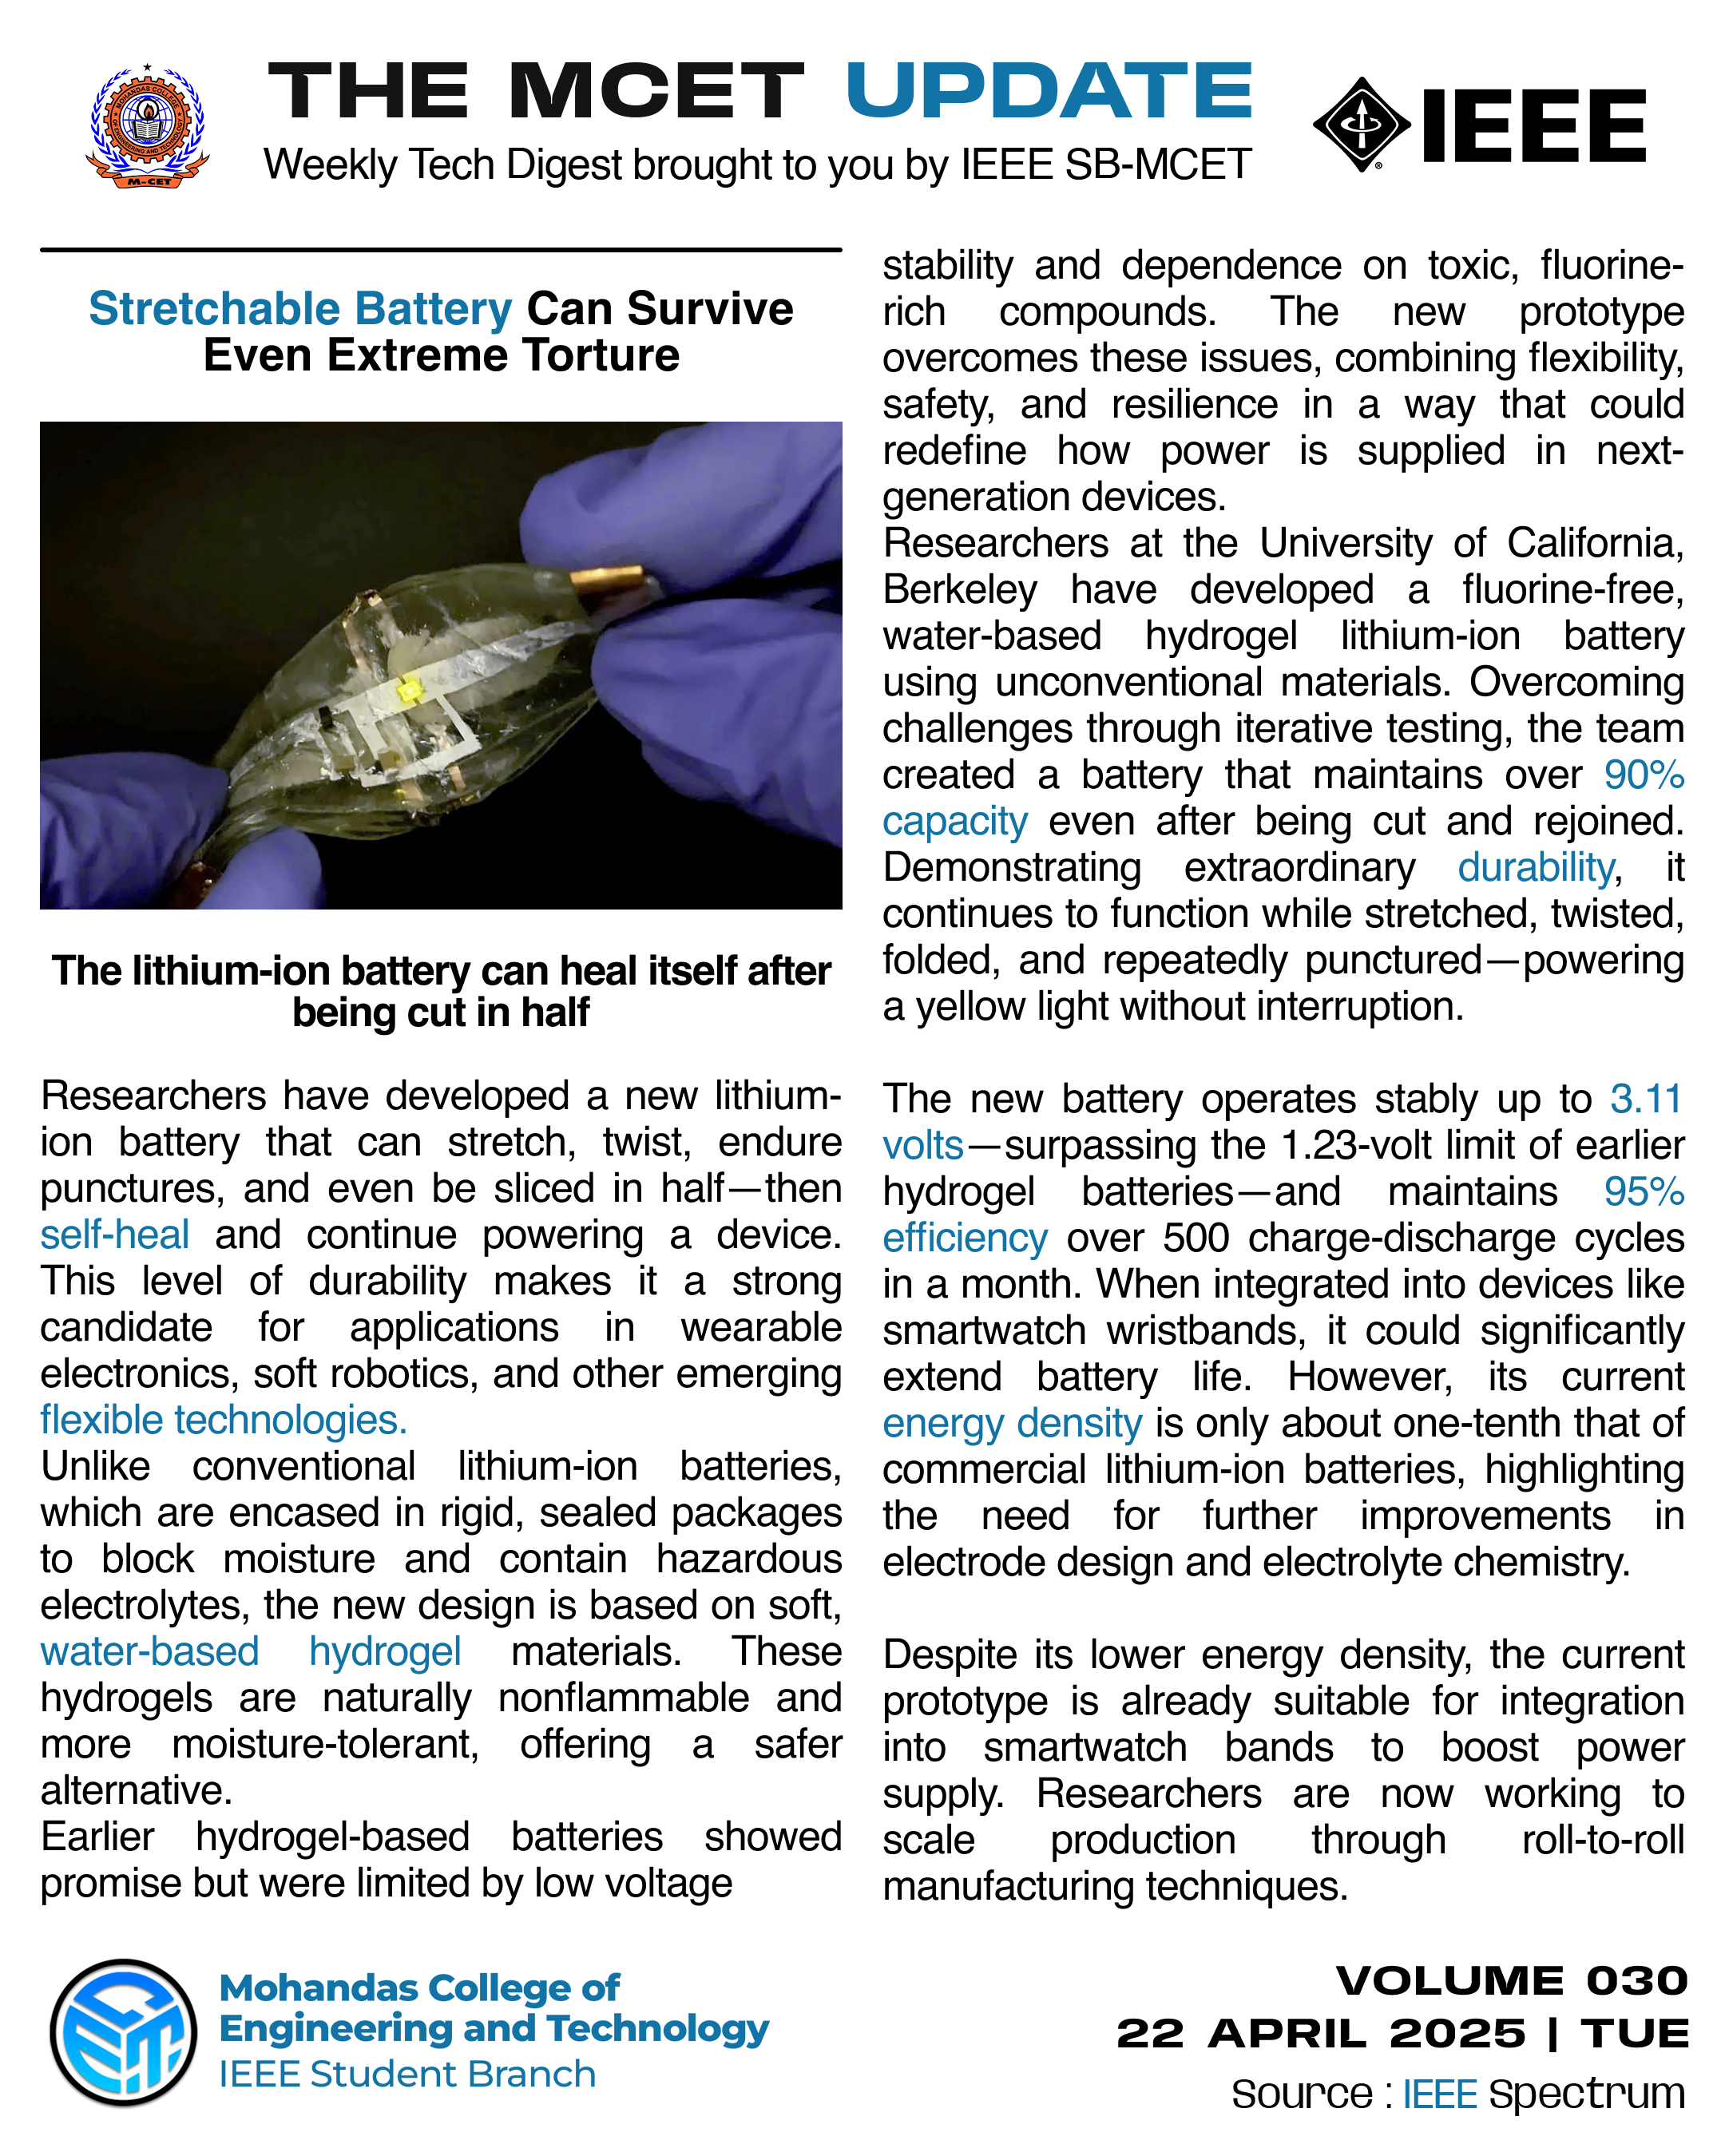 THE MCET UPDATE
Weekly Tech Digest brought to you by IEEE SB-MCET
MOHANDAS COLLEGE
OF ENGINEERING AND TECHNOLOGY
M-CET
IEEE
Stretchable Battery Can Survive
Even Extreme Torture
The lithium-ion battery can heal itself after
being cut in half
Researchers have developed a new lithium-
ion battery that can stretch, twist, endure
punctures, and even be sliced in half—then
self-heal and continue powering a device.
This level of durability makes it a strong
candidate for applications in wearable
electronics, soft robotics, and other emerging
flexible technologies.
Unlike conventional lithium-ion batteries,
which are encased in rigid, sealed packages
to block moisture and contain hazardous
electrolytes, the new design is based on soft,
water-based hydrogel materials. These
hydrogels are naturally nonflammable and
more moisture-tolerant, offering a safer
alternative.
Earlier hydrogel-based batteries showed
promise but were limited by low voltage
stability and dependence on toxic, fluorine-
rich compounds. The new prototype
overcomes these issues, combining flexibility,
safety, and resilience in a way that could
redefine how power is supplied in next-
generation devices.
Researchers at the University of California,
Berkeley have developed a fluorine-free,
water-based hydrogel lithium-ion battery
using unconventional materials. Overcoming
challenges through iterative testing, the team
created a battery that maintains over 90%
capacity even after being cut and rejoined.
Demonstrating extraordinary durability, it
continues to function while stretched, twisted,
folded, and repeatedly punctured—powering
a yellow light without interruption.
The new battery operates stably up to 3.11
volts—surpassing the 1.23-volt limit of earlier
hydrogel batteries—and maintains 95%
efficiency over 500 charge-discharge cycles
in a month. When integrated into devices like
smartwatch wristbands, it could significantly
extend battery life. However, its current
energy density is only about one-tenth that of
commercial lithium-ion batteries, highlighting
the need for further improvements in
electrode design and electrolyte chemistry.
Despite its lower energy density, the current
prototype is already suitable for integration
into smartwatch bands to boost power
supply. Researchers are now working to
scale production through roll-to-roll
manufacturing techniques.
Mohandas College of
Engineering and Technology
IEEE Student Branch
VOLUME 030
22 APRIL 2025 | TUE
Source : IEEE Spectrum